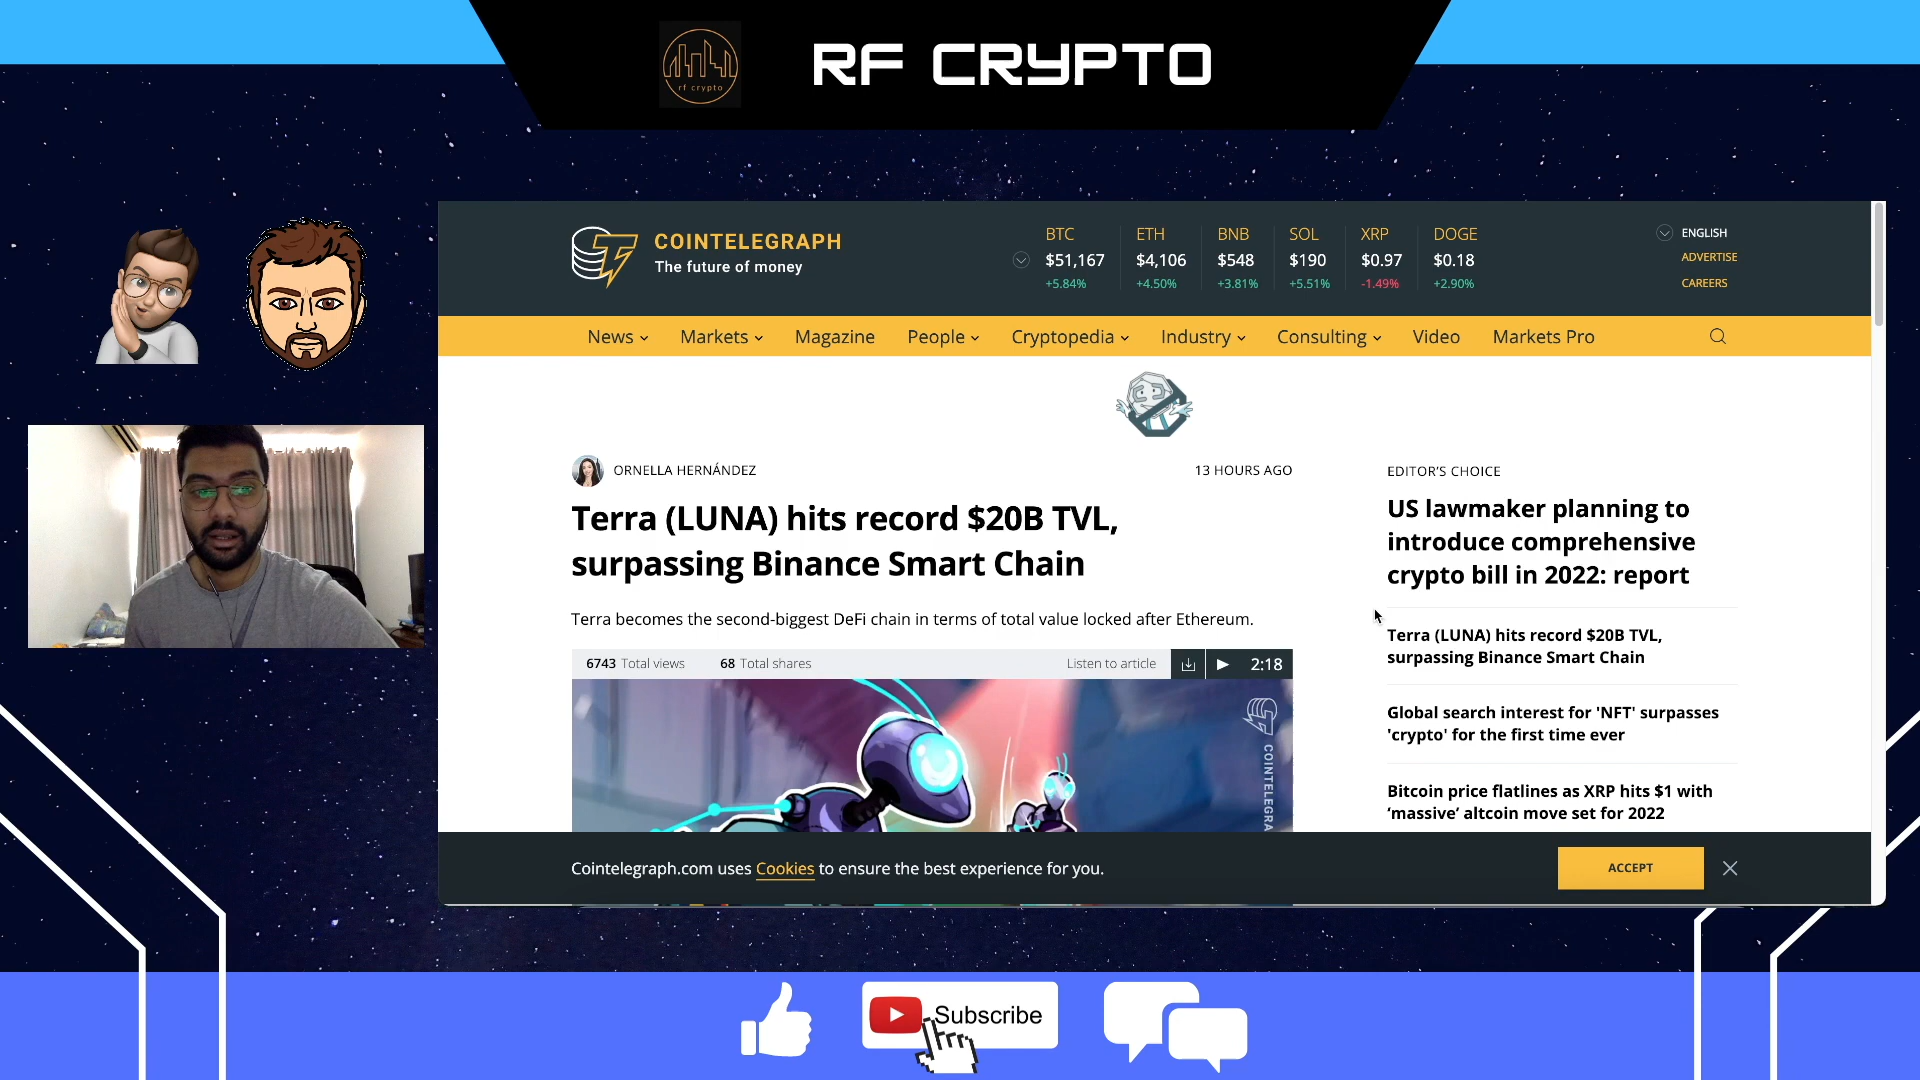 RF CRYPTO
rf crypto
COINTELEGRAPH
The future of money
BTC ETH BNB SOL XRP DOGE
$51,167 $4,106 $548 $190 $0.97 $0.18
+5.84% +4.50% +3.81% +5.51% -1.49% +2.90%
ENGLISH
ADVERTISE
CAREERS
News Markets Magazine People Cryptopedia Industry Consulting Video Markets Pro
ORNELLA HERNÁNDEZ 13 HOURS AGO
Terra (LUNA) hits record $20B TVL,
surpassing Binance Smart Chain
Terra becomes the second-biggest DeFi chain in terms of total value locked after Ethereum.
6743 Total views 68 Total shares Listen to article 2:18
COINTELEGRA
EDITOR'S CHOICE
US lawmaker planning to
introduce comprehensive
crypto bill in 2022: report
Terra (LUNA) hits record $20B TVL,
surpassing Binance Smart Chain
Global search interest for 'NFT' surpasses
'crypto' for the first time ever
Bitcoin price flatlines as XRP hits $1 with
‘massive’ altcoin move set for 2022
Cointelegraph.com uses Cookies to ensure the best experience for you.
ACCEPT
Subscribe